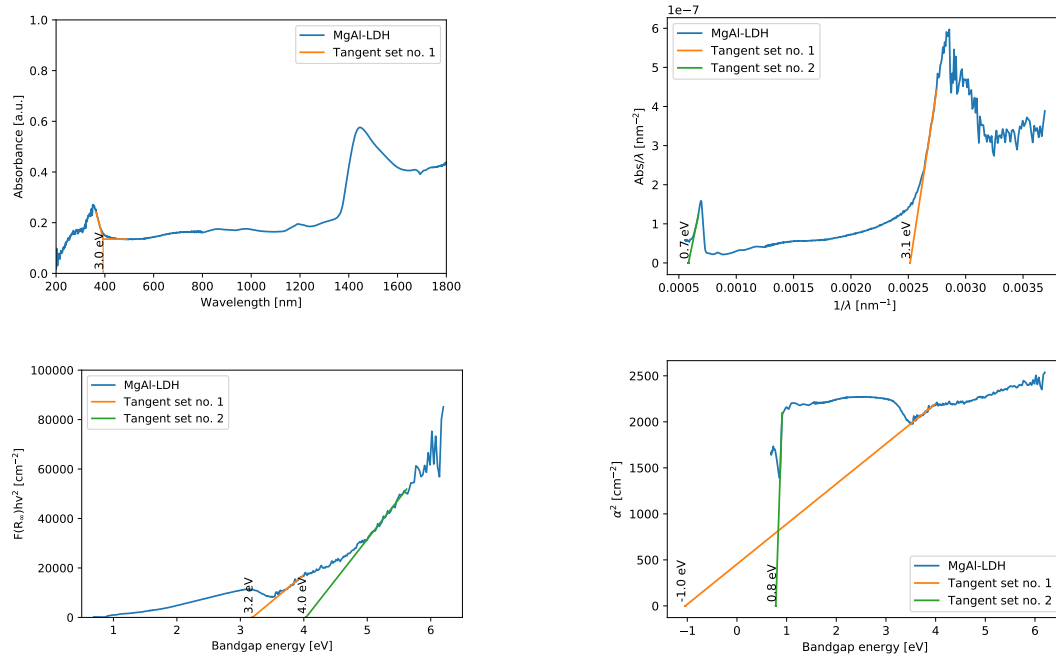 1.0
0.8
0.6
0.4
0.2
0.0
Absorbance [a.u.]
MgAl-LDH
Tangent set no. 1
3.0 eV
200 400 600 800 1000 1200 1400 1600 1800
Wavelength [nm]
1e−7
6
5
4
3
2
1
0
Abs/λ [nm⁻²]
MgAl-LDH
Tangent set no. 1
Tangent set no. 2
0.7 eV
3.1 eV
0.0005 0.0010 0.0015 0.0020 0.0025 0.0030 0.0035
1/λ [nm⁻¹]
100000
80000
60000
40000
20000
0
F(R∞)hv² [cm⁻²]
MgAl-LDH
Tangent set no. 1
Tangent set no. 2
3.2 eV
4.0 eV
1 2 3 4 5 6
Bandgap energy [eV]
2500
2000
1500
1000
500
0
α² [cm⁻²]
-1.0 eV
0.8 eV
MgAl-LDH
Tangent set no. 1
Tangent set no. 2
−1 0 1 2 3 4 5 6
Bandgap energy [eV]